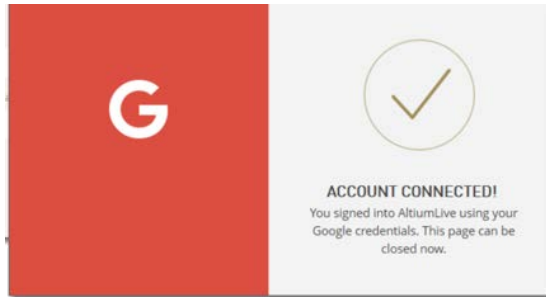 G
ACCOUNT CONNECTED!
You signed into AltiumLive using your
Google credentials. This page can be
closed now.